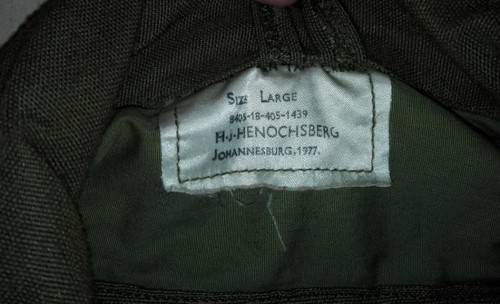 SIZE LARGE
8405-18-405-1439
H.J.HENOCHSBERG
JOHANNESBURG.1977.